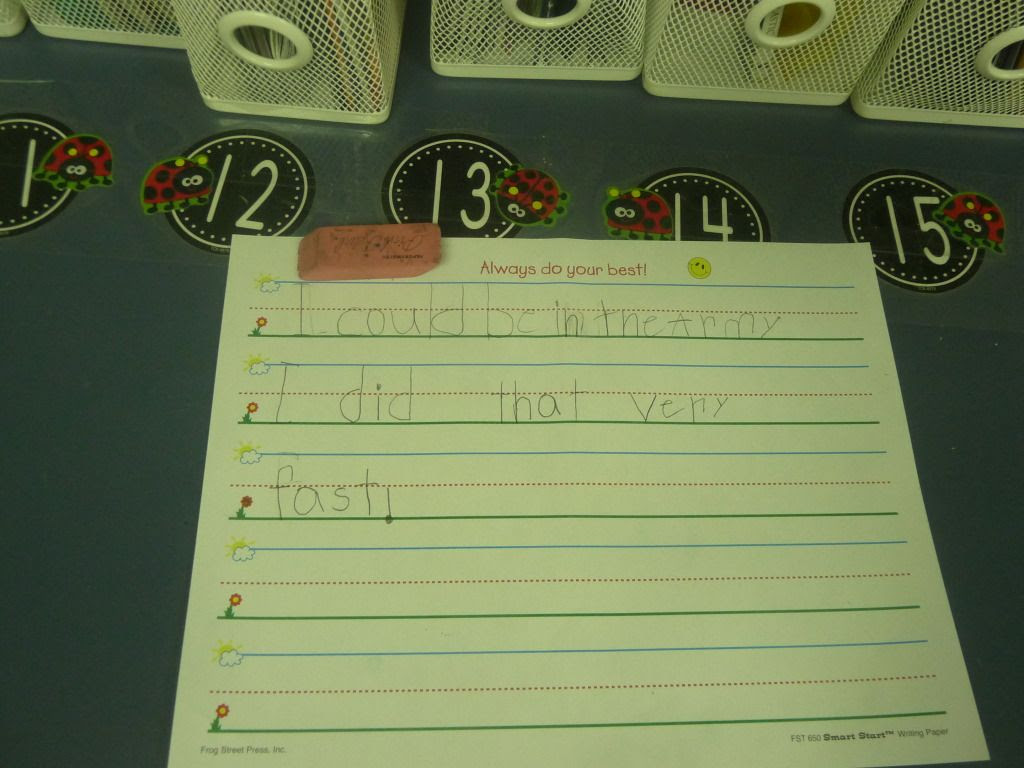 1
12
13
14
15
Always do your best!
I could be in the Army
I did that very
fast!
Frog Street Press, Inc.
FST 650 Smart Start™ Writing Paper